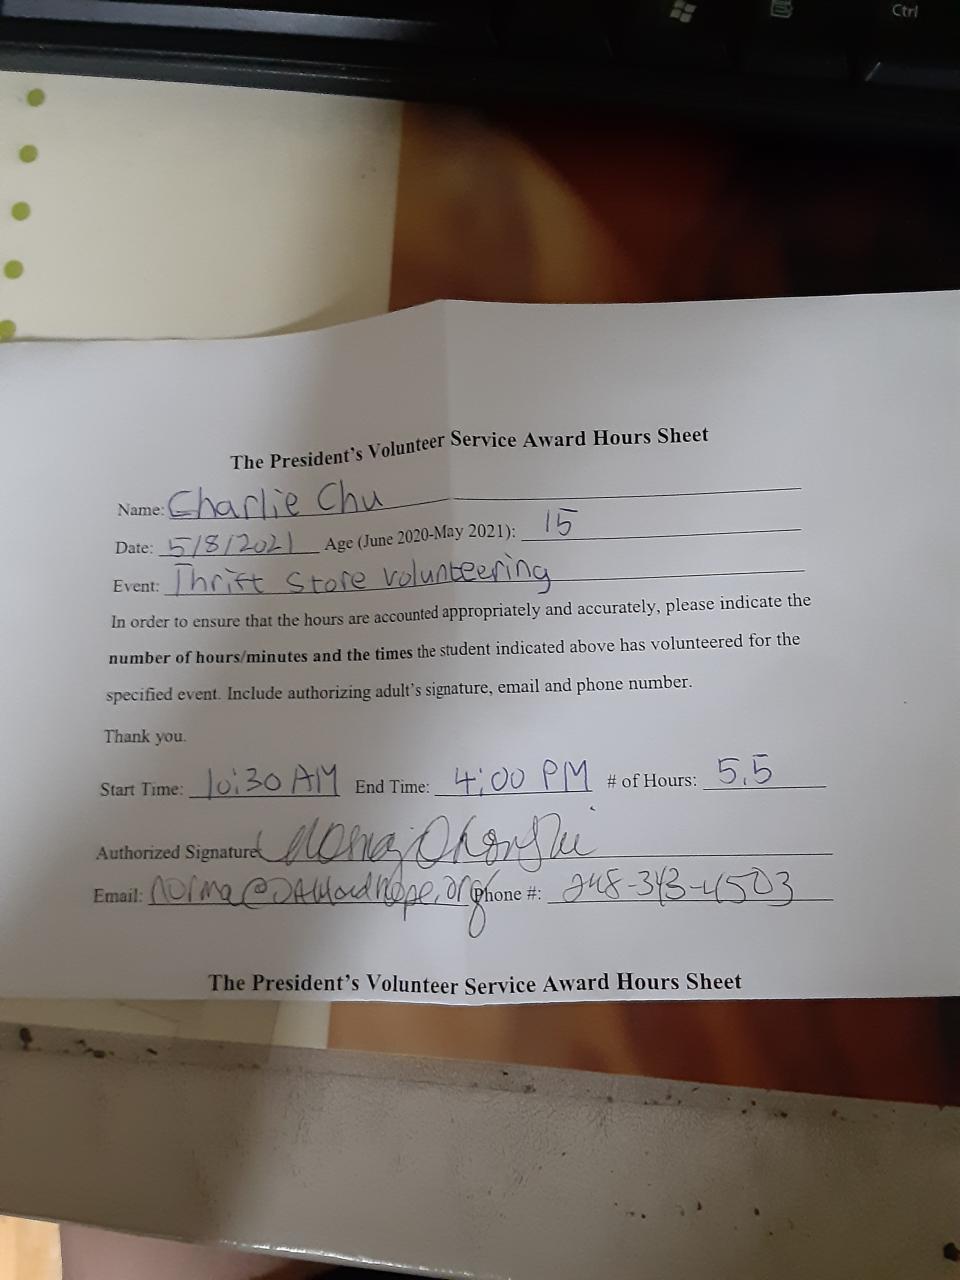 Ctrl
The President's Volunteer Service Award Hours Sheet
Name: Charlie Chu
Date: 5/8/2021 Age (June 2020-May 2021): 15
Event: Thrift Store volunteering
In order to ensure that the hours are accounted appropriately and accurately, please indicate the
number of hours/minutes and the times the student indicated above has volunteered for the
specified event. Include authorizing adult's signature, email and phone number.
Thank you.
Start Time: 10:30 AM End Time: 4:00 PM # of Hours: 5.5
Authorized Signature
Email: Phone #: 248-343-4503
The President's Volunteer Service Award Hours Sheet